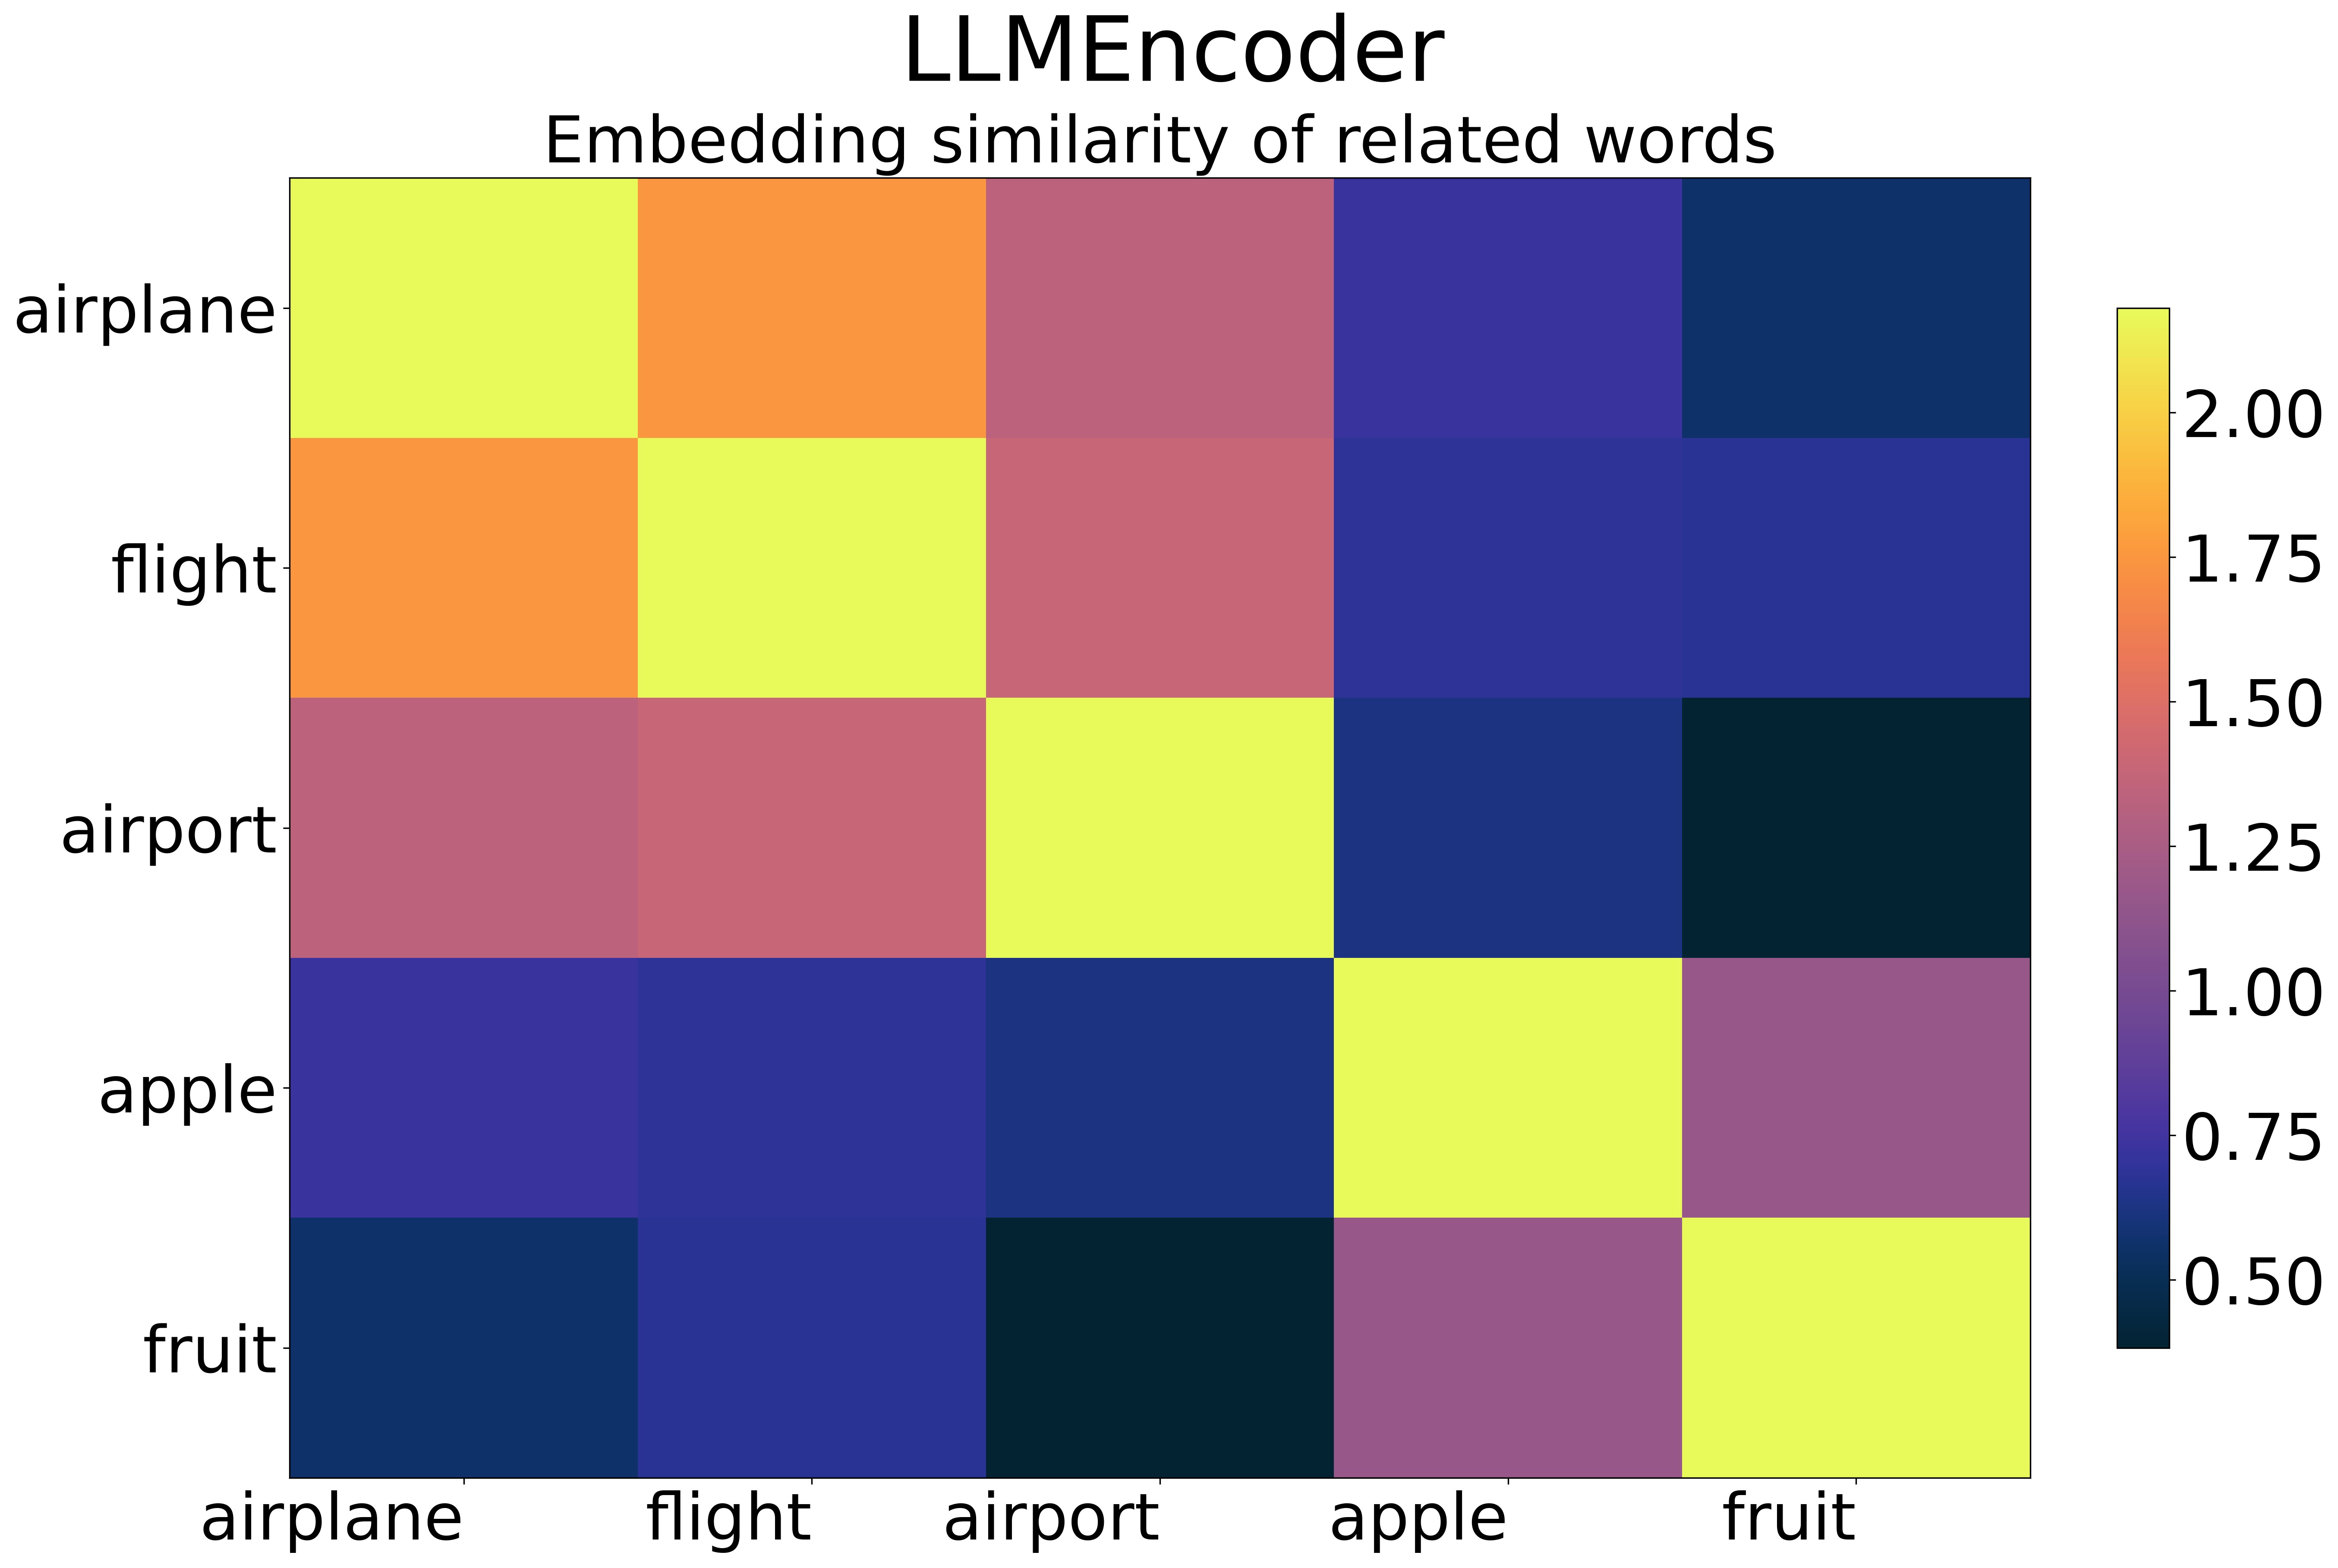 LLMEncoder
Embedding similarity of related words
airplane
flight
airport
apple
fruit
airplane flight airport apple fruit
2.00
1.75
1.50
1.25
1.00
0.75
0.50